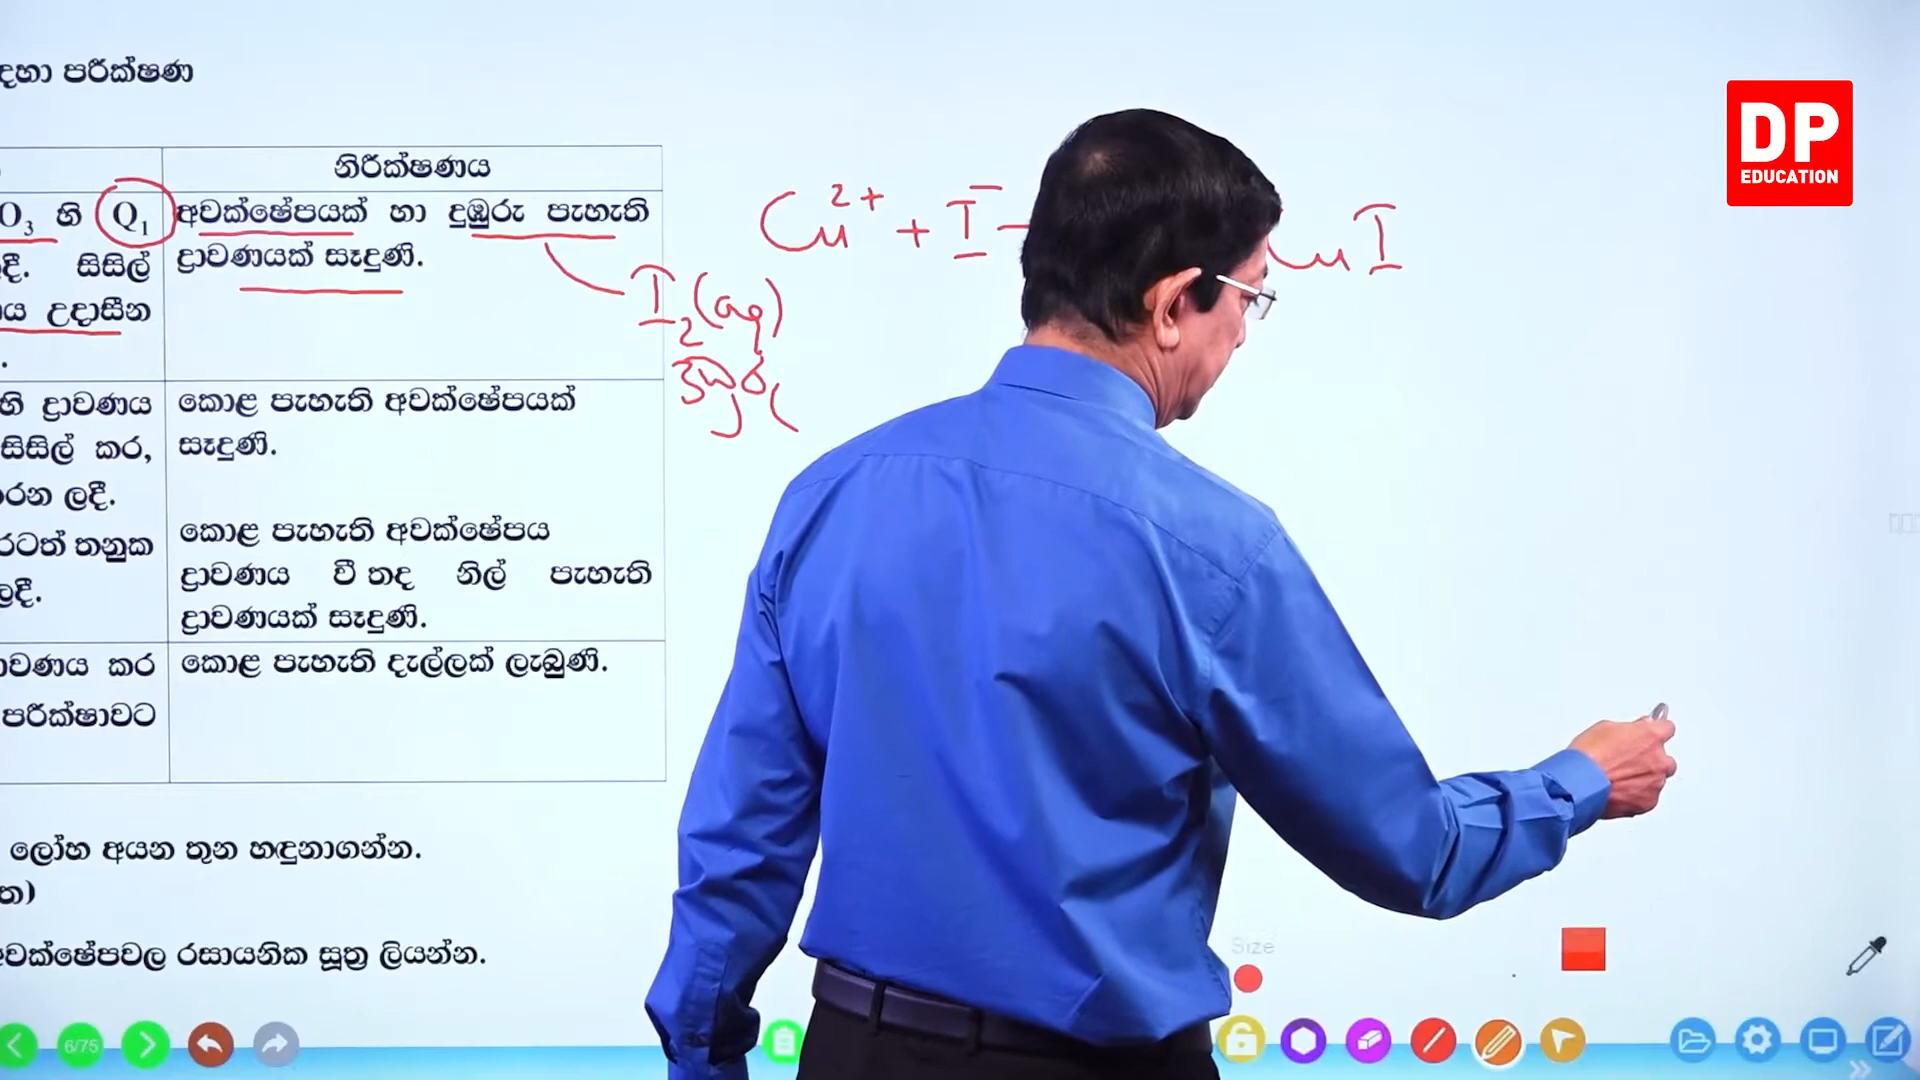 දහා පරීක්ෂණ
DP
EDUCATION
නිරීක්ෂණය
O3 හි Q1
අවක්ෂේපයක් හා දුඹුරු පැහැති
ද්‍රාවණයක් සෑදුණි.
දී. සිසිල්
ය උදාසීන
.
Cu2+ + I-
CuI
I2(aq)
දුඹුරු
හි ද්‍රාවණය
සිසිල් කර,
රන ලදී.
රටත් තනුක
ලදී.
කොළ පැහැති අවක්ෂේපයක්
සෑදුණි.
කොළ පැහැති අවක්ෂේපය
ද්‍රාවණය වී තද නිල් පැහැති
ද්‍රාවණයක් සෑදුණි.
ාවණය කර
පරීක්ෂාවට
කොළ පැහැති දැල්ලක් ලැබුණි.
ලෝහ අයන තුන හඳුනාගන්න.
ත)
අවක්ෂේපවල රසායනික සූත්‍ර ලියන්න.
Size
6/75